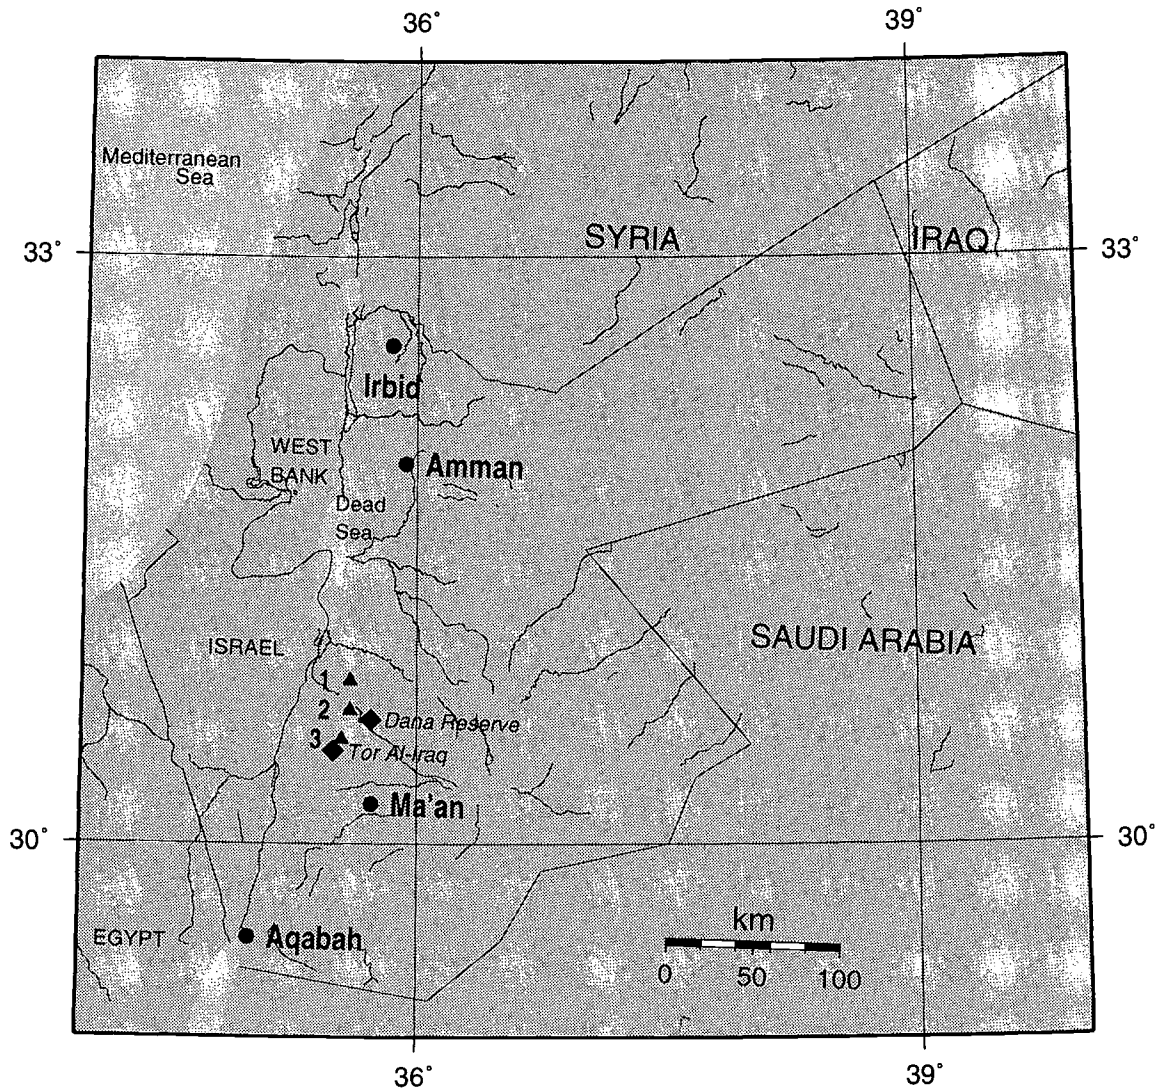 36°
39°
Mediterranean
Sea
SYRIA
IRAQ
33°
33°
Irbid
WEST
BANK
Amman
Dead
Sea
ISRAEL
SAUDI ARABIA
1
2
Dana Reserve
3
Tor Al-Iraq
Ma'an
30°
30°
km
EGYPT
Aqabah
0
50
100
36°
39°